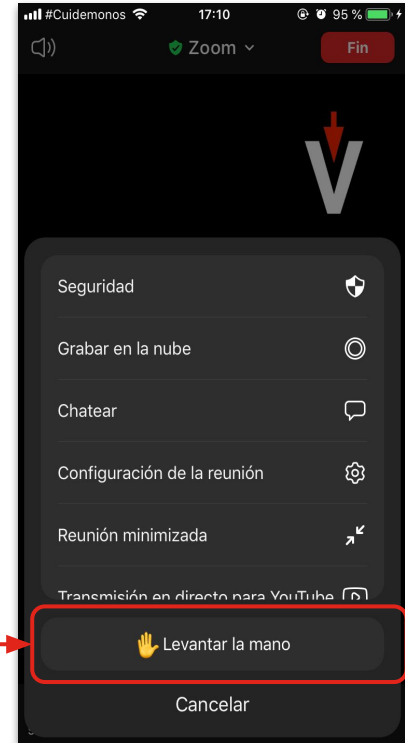 #Cuidemonos 17:10 95 %
Zoom Fin
V
Seguridad
Grabar en la nube
Chatear
Configuración de la reunión
Reunión minimizada
Transmisión en directo para YouTube
Levantar la mano
Cancelar